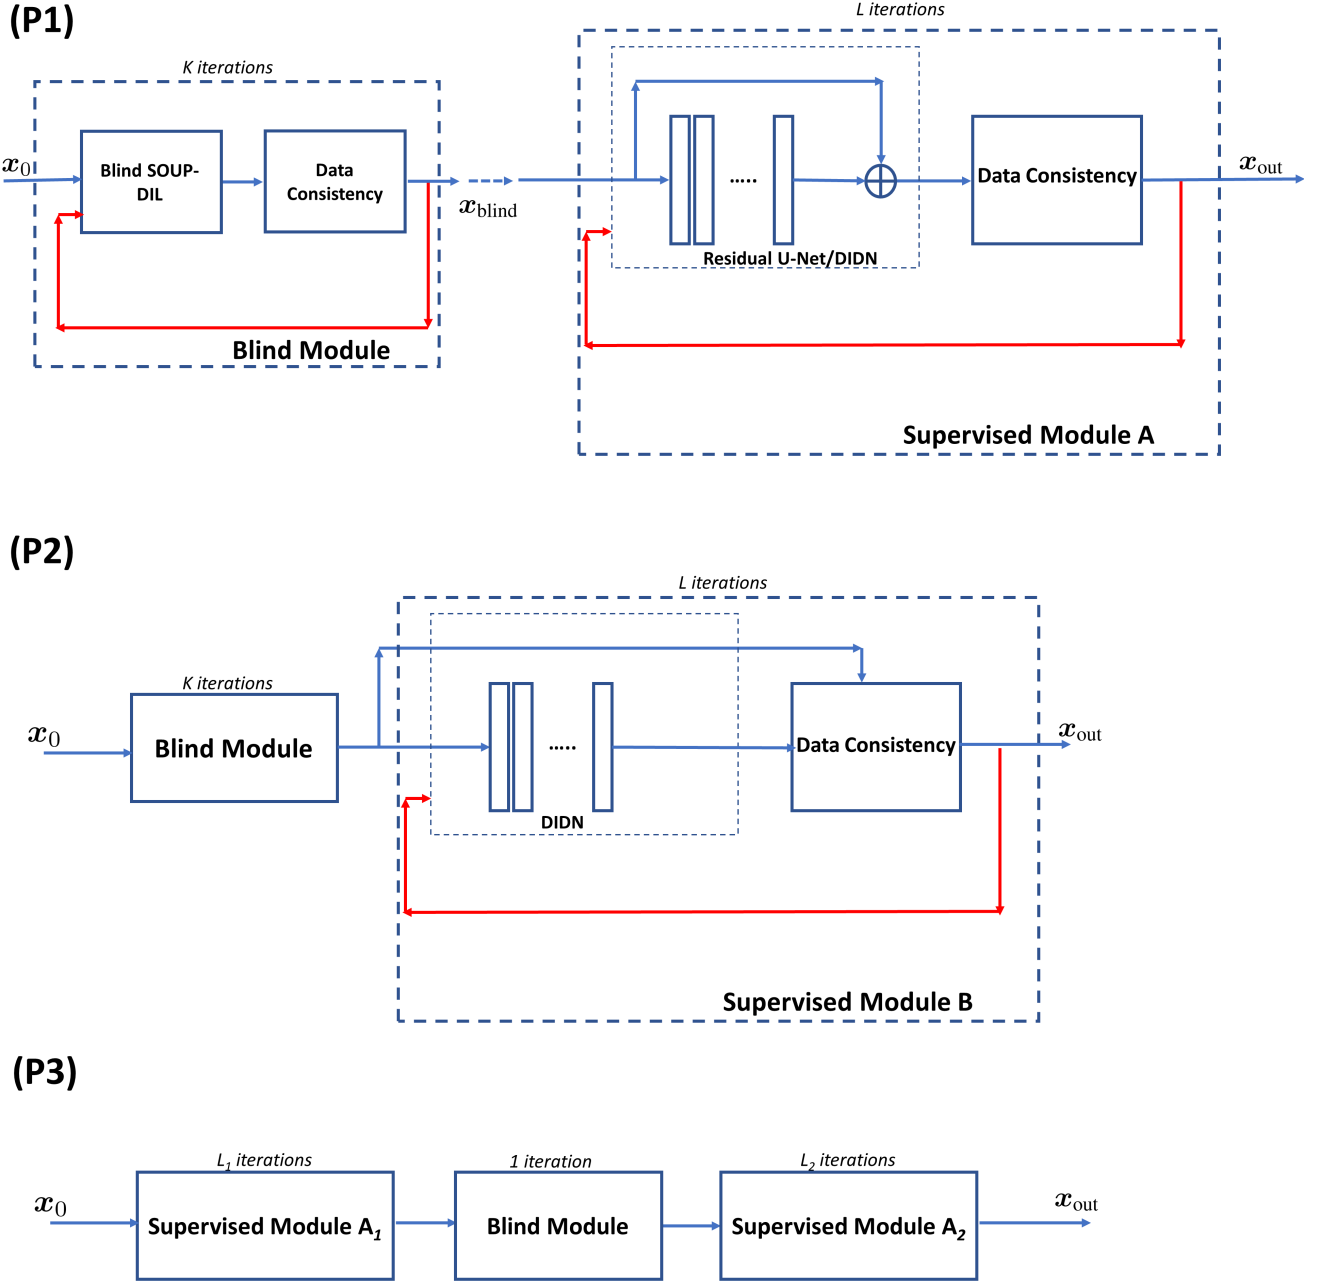 (P1)
L iterations
K iterations
x0
Blind SOUP-
DIL
Data
Consistency
xblind
.....
Data Consistency
xout
Residual U-Net/DIDN
Blind Module
Supervised Module A
(P2)
L iterations
K iterations
x0
Blind Module
.....
Data Consistency
xout
DIDN
Supervised Module B
(P3)
L1 iterations
1 iteration
L2 iterations
x0
Supervised Module A1
Blind Module
Supervised Module A2
xout